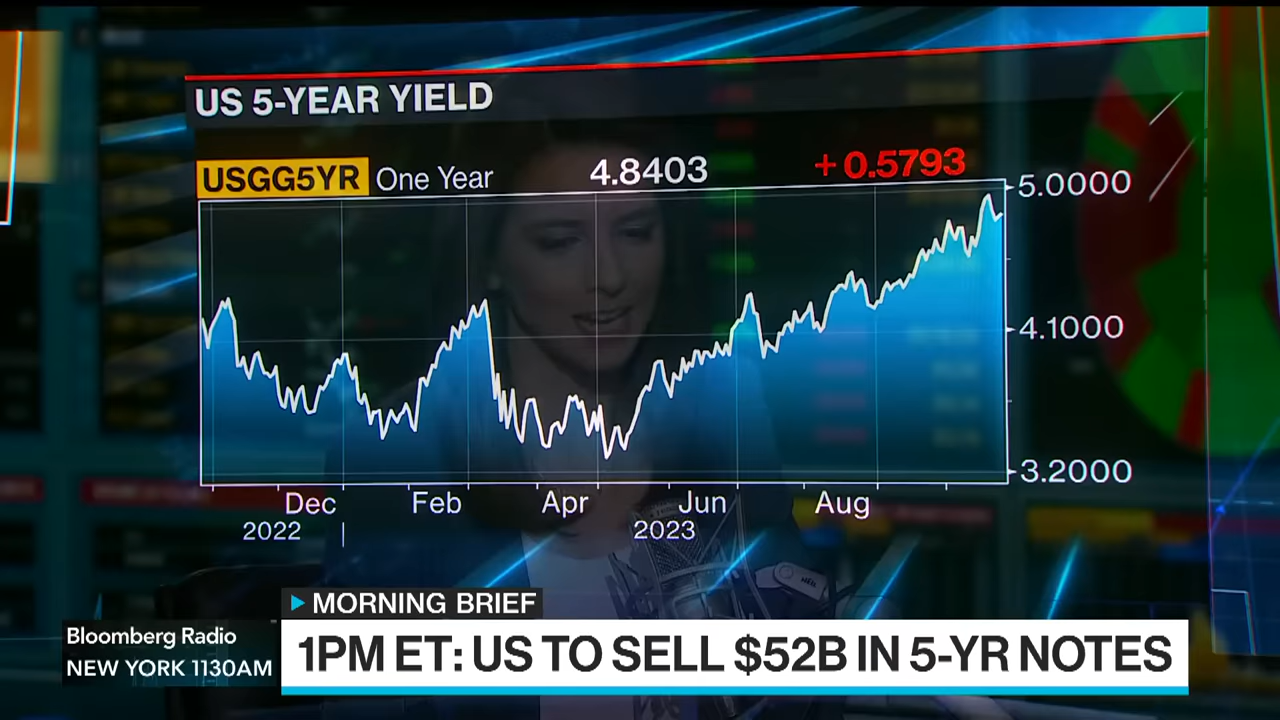 US 5-YEAR YIELD
USGG5YR One Year 4.8403 +0.5793
5.0000
4.1000
3.2000
Dec Feb Apr Jun Aug
2022 2023
MORNING BRIEF
Bloomberg Radio
NEW YORK 1130AM
1PM ET: US TO SELL $52B IN 5-YR NOTES